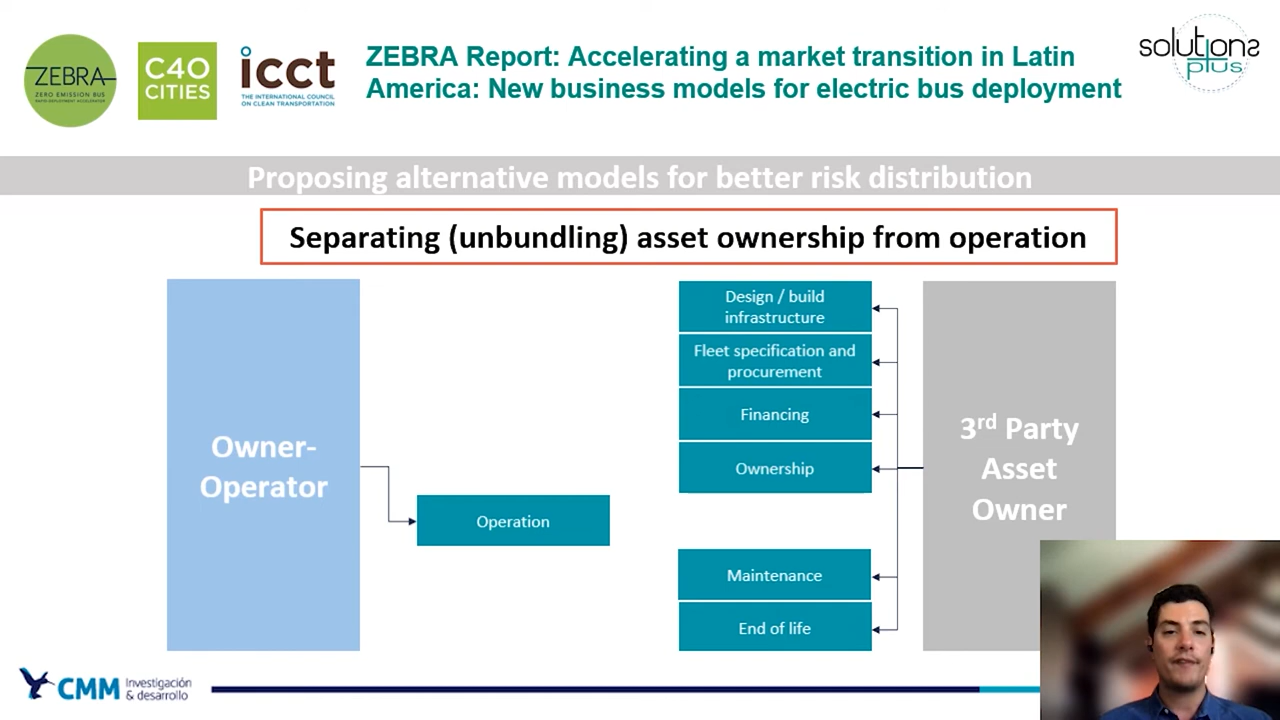 ZEBRA
ZERO EMISSION BUS
RAPID-DEPLOYMENT ACCELERATOR
C40
CITIES
icct
THE INTERNATIONAL COUNCIL
ON CLEAN TRANSPORTATION
ZEBRA Report: Accelerating a market transition in Latin
America: New business models for electric bus deployment
solutions
plus
Proposing alternative models for better risk distribution
Separating (unbundling) asset ownership from operation
Owner-
Operator
Operation
Design / build
infrastructure
Fleet specification and
procurement
Financing
Ownership
Maintenance
End of life
3rd Party
Asset
Owner
CMM Investigación
& desarrollo